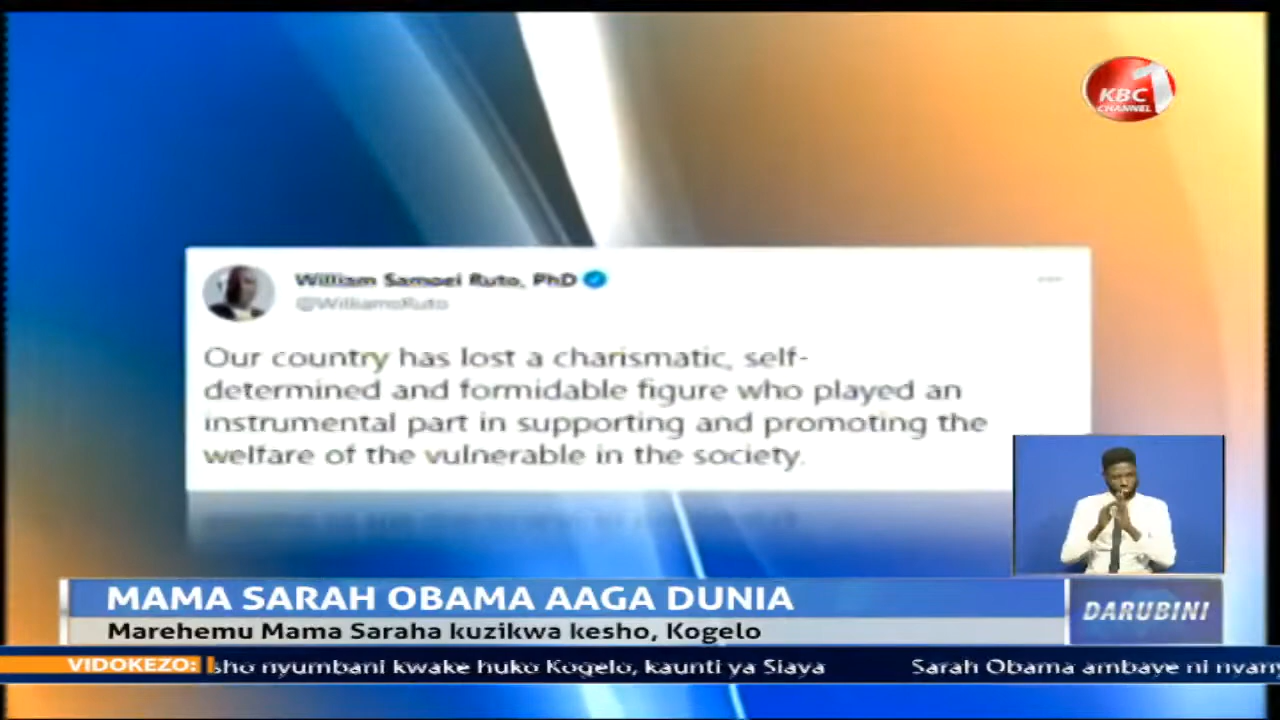 KBC 1
CHANNEL
William Samoei Ruto, PhD
@WilliamsRuto
Our country has lost a charismatic, self-
determined and formidable figure who played an
instrumental part in supporting and promoting the
welfare of the vulnerable in the society.
MAMA SARAH OBAMA AAGA DUNIA
DARUBINI
Marehemu Mama Saraha kuzikwa kesho, Kogelo
VIDOKEZO: sho nyumbani kwake huko Kogelo, kaunti ya Siaya Sarah Obama ambaye ni nyany